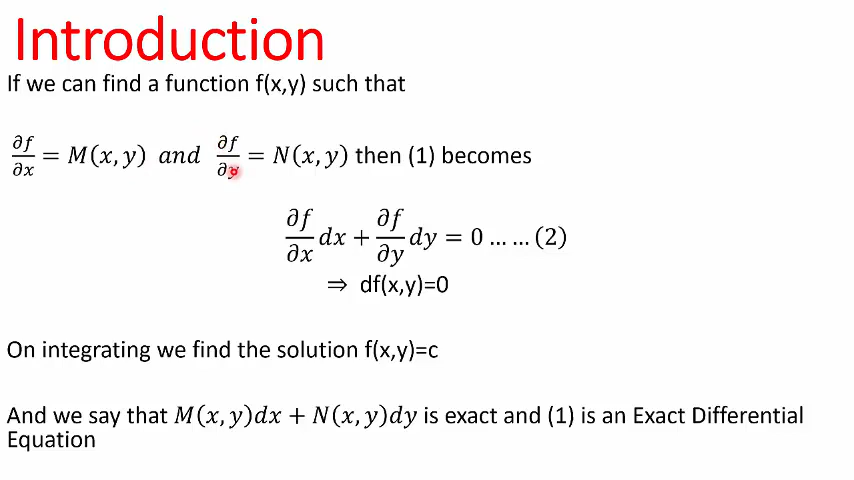 Introduction
If we can find a function f(x,y) such that
∂f/∂x = M(x, y) and ∂f/∂y = N(x, y) then (1) becomes
∂f/∂x dx + ∂f/∂y dy = 0 … … (2)
⇒ df(x,y)=0
On integrating we find the solution f(x,y)=c
And we say that M(x, y)dx + N(x, y)dy is exact and (1) is an Exact Differential
Equation